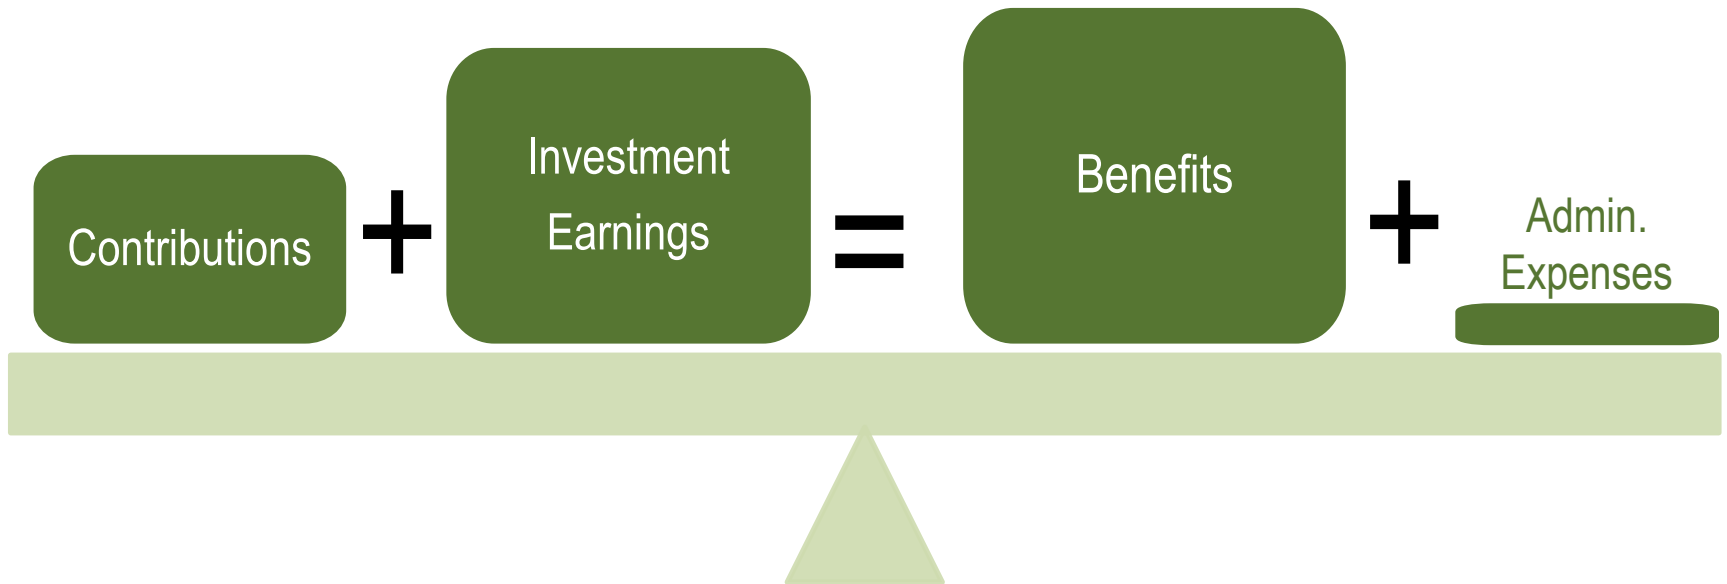 Contributions
+
Investment
Earnings
=
Benefits
+
Admin.
Expenses